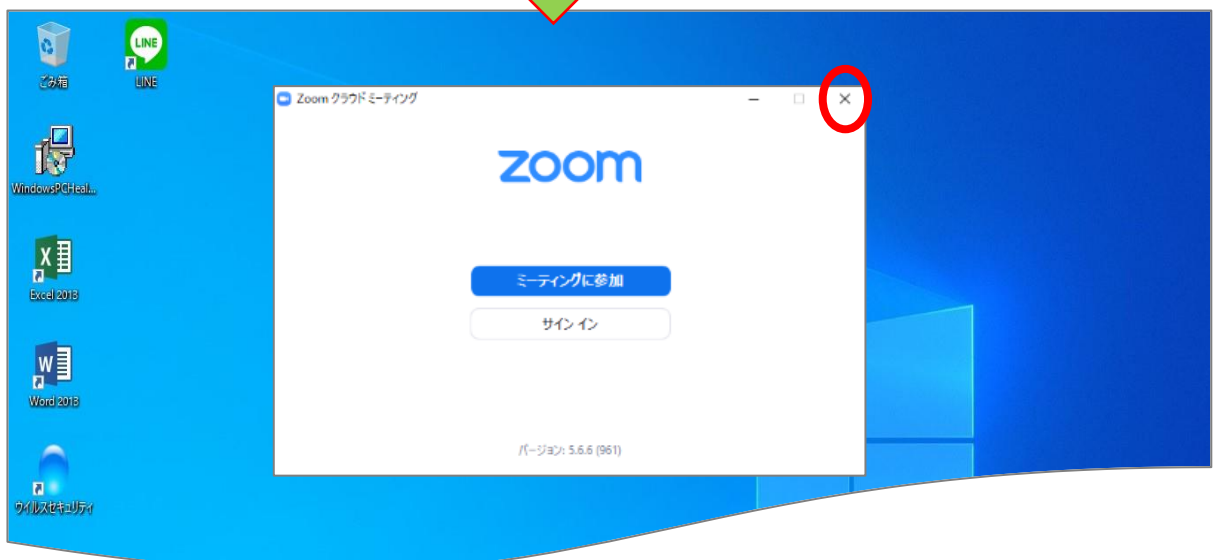 LINE
ごみ箱
LINE
WindowsPCHeal...
Excel 2013
Word 2013
ウイルスセキュリティ
Zoom クラウド ミーティング
zoom
ミーティングに参加
サイン イン
バージョン: 5.6.6 (961)